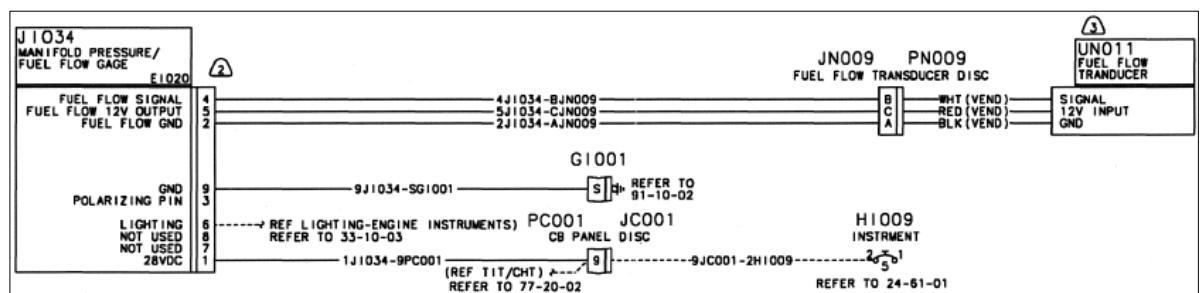 J1034
MANIFOLD PRESSURE/
FUEL FLOW GAGE
E1020
2
3
JN009 PN009
FUEL FLOW TRANSDUCER DISC
UN011
FUEL FLOW
TRANDUCER
FUEL FLOW SIGNAL 4 4J1034-BJN009 B WHT (VEND) SIGNAL
FUEL FLOW 12V OUTPUT 5 5J1034-CJN009 C RED (VEND) 12V INPUT
FUEL FLOW GND 2 2J1034-AJN009 A BLK (VEND) GND
G1001
GND 9 9J1034-SG1001 S REFER TO
POLARIZING PIN 3 91-10-02
LIGHTING 6 REF LIGHTING-ENGINE INSTRUMENTS) PC001 JC001 H1009
NOT USED 8 REFER TO 33-10-03 CB PANEL DISC INSTRMENT
NOT USED 7
28VDC 1 1J1034-9PC001 9 9JC001-2H1009 2 1
5
(REF TIT/CHT)
REFER TO 77-20-02
REFER TO 24-61-01